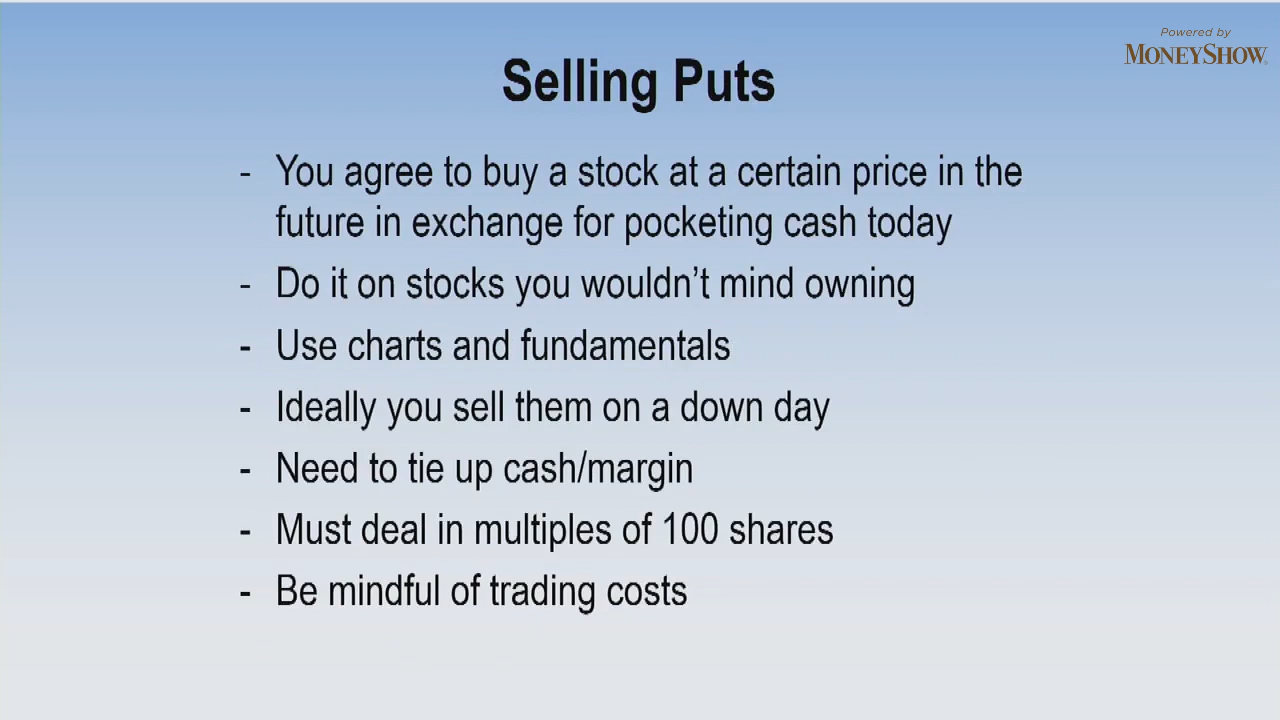 Powered by
MONEYSHOW
Selling Puts
- You agree to buy a stock at a certain price in the
future in exchange for pocketing cash today
- Do it on stocks you wouldn’t mind owning
- Use charts and fundamentals
- Ideally you sell them on a down day
- Need to tie up cash/margin
- Must deal in multiples of 100 shares
- Be mindful of trading costs